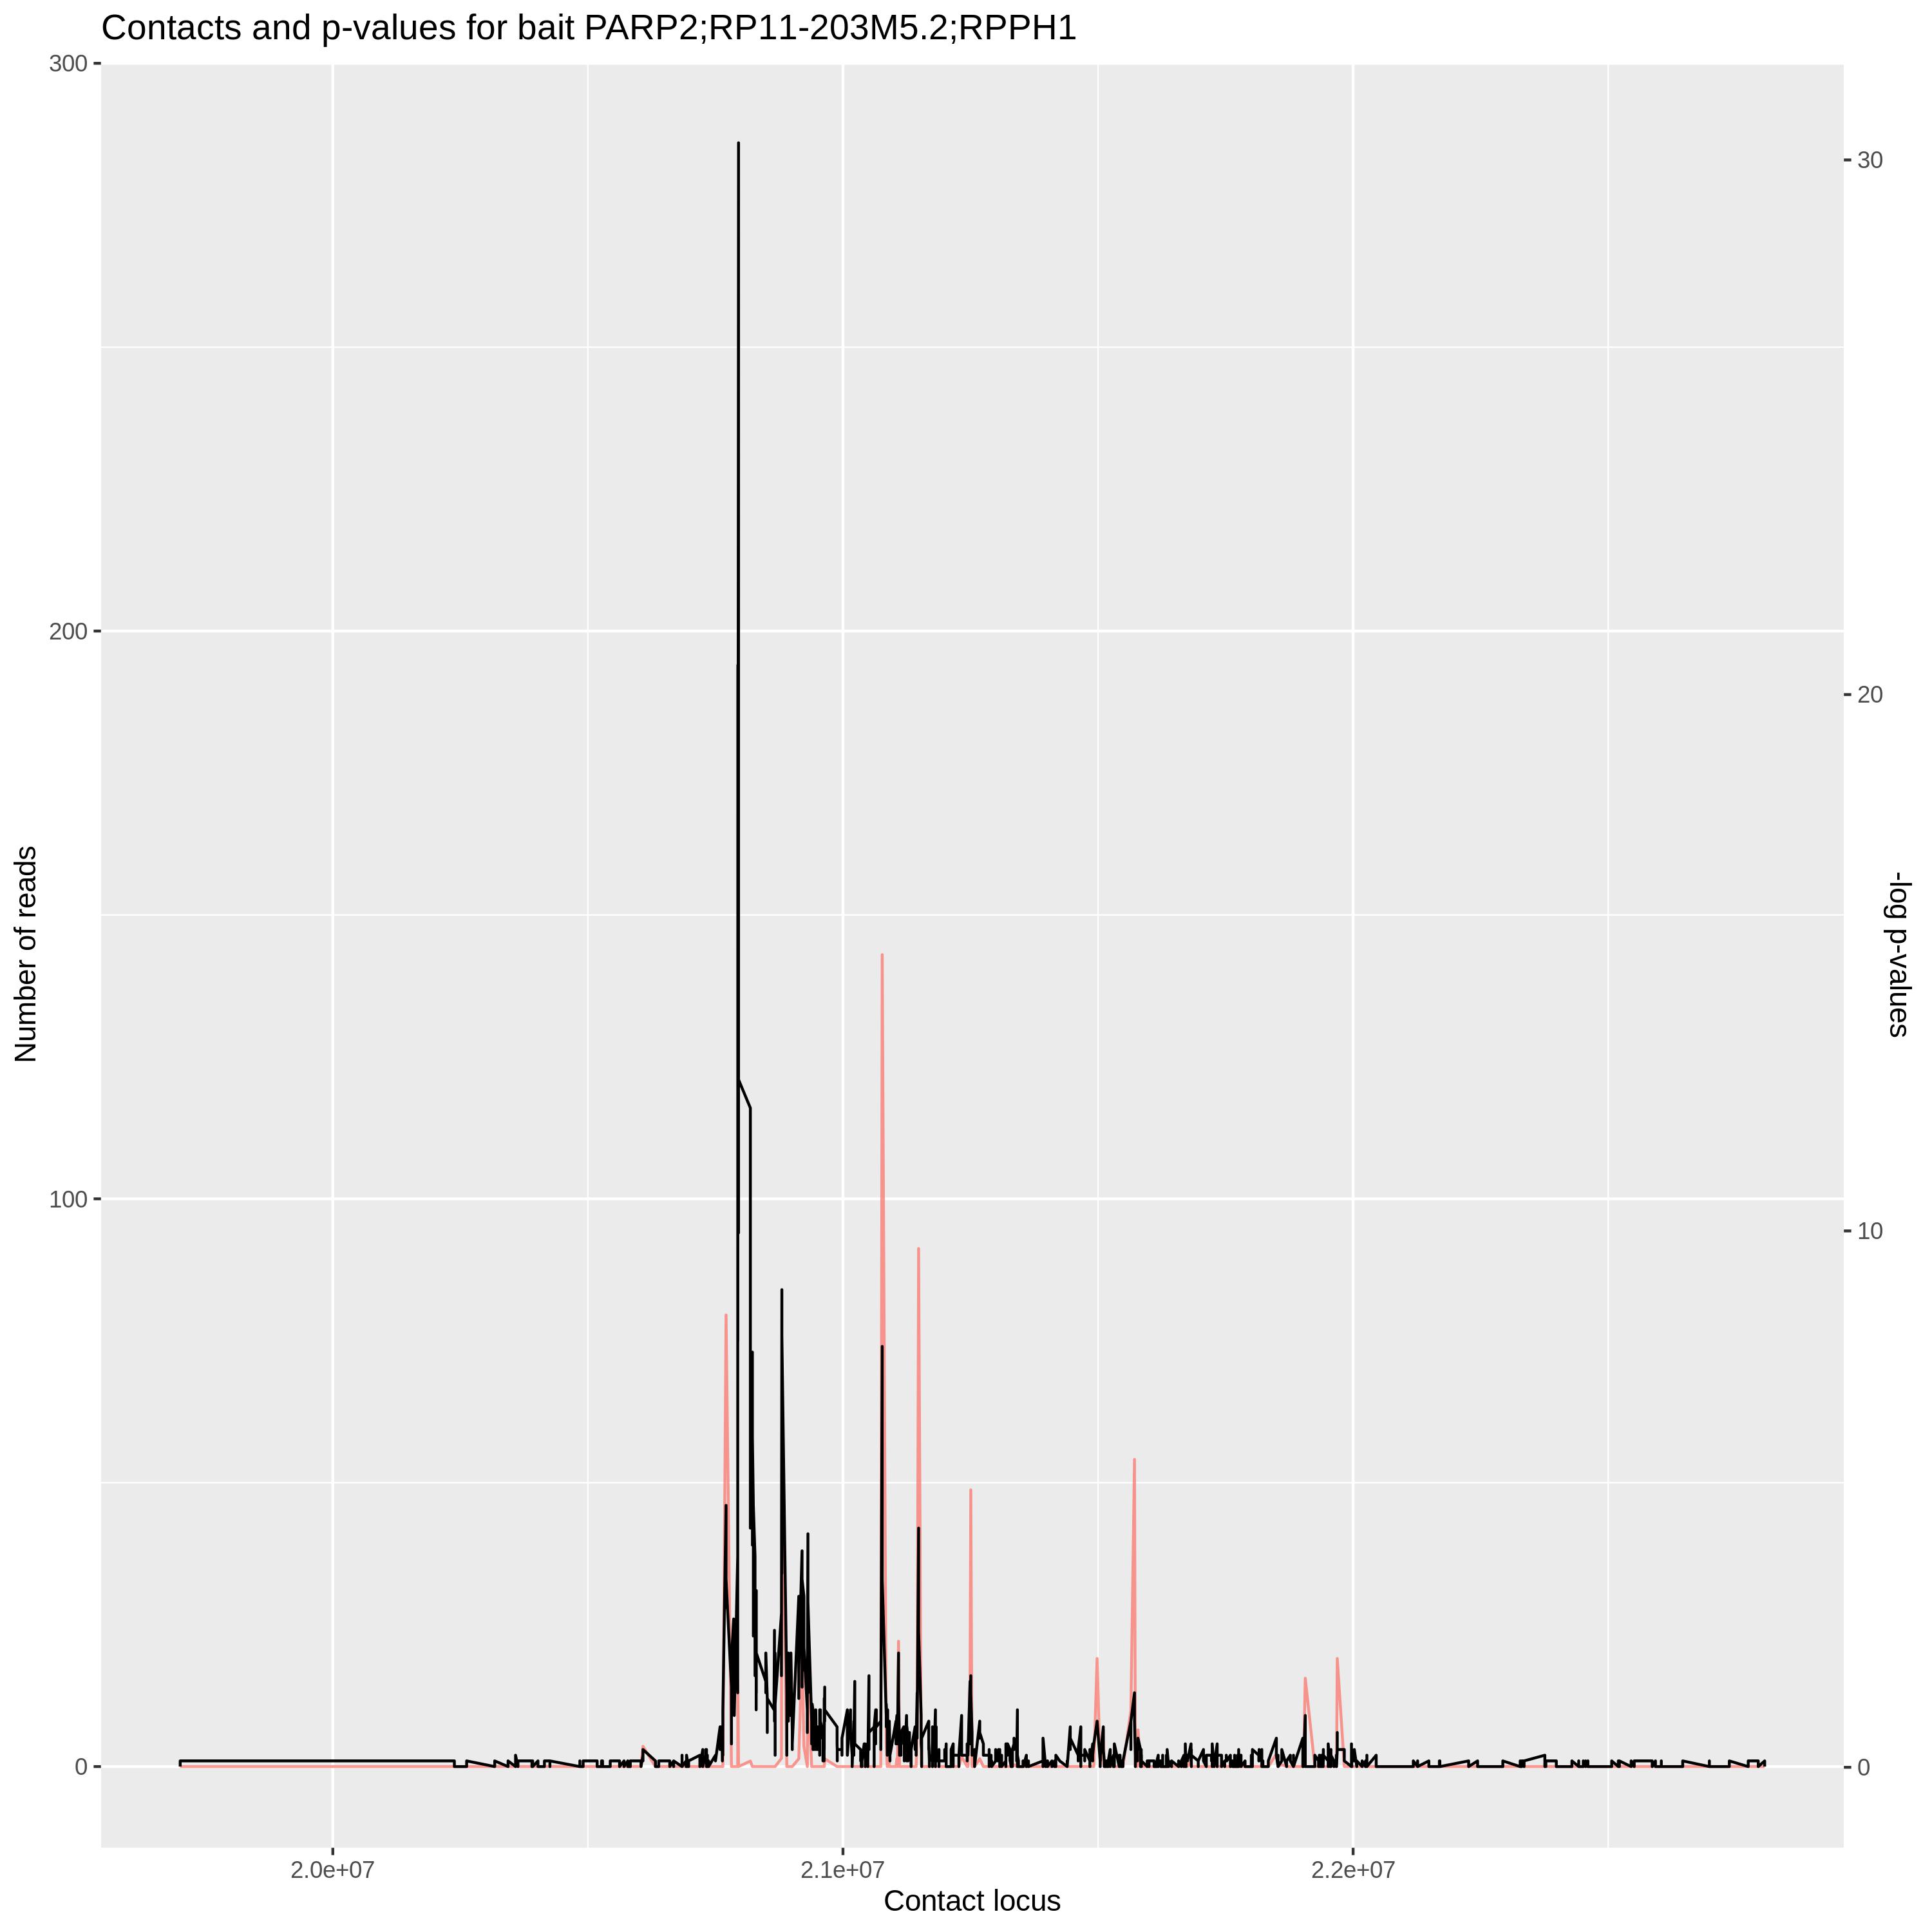 Contacts and p-values for bait PARP2;RP11-203M5.2;RPPH1
300
200
100
0
Number of reads
30
20
10
0
-log p-values
2.0e+07
2.1e+07
2.2e+07
Contact locus